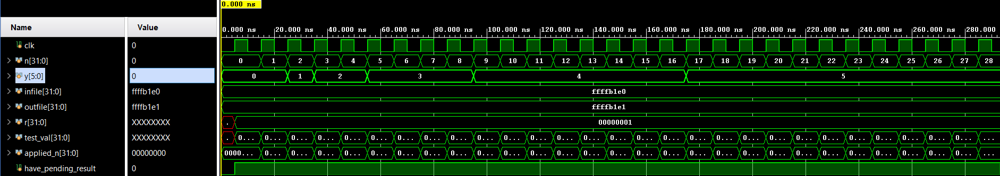 0.000 ns
Name Value 0.000 ns 20.000 ns 40.000 ns 60.000 ns 80.000 ns 100.000 ns 120.000 ns 140.000 ns 160.000 ns 180.000 ns 200.000 ns 220.000 ns 240.000 ns 260.000 ns 280.000
clk 0
n[31:0] 0 0 1 2 3 4 5 6 7 8 9 10 11 12 13 14 15 16 17 18 19 20 21 22 23 24 25 26 27 28
y[5:0] 0 0 1 2 3 4 5
infile[31:0] ffffb1e0 ffffb1e0
outfile[31:0] ffffb1e1 ffffb1e1
r[31:0] XXXXXXXX . 00000001
test_val[31:0] XXXXXXXX . 0... 0... 0... 0... 0... 0... 0... 0... 0... 0... 0... 0... 0... 0... 0... 0... 0... 0... 0... 0... 0... 0... 0... 0... 0... 0... 0... 0... ...
applied_n[31:0] 00000000 0000... 0... 0... 0... 0... 0... 0... 0... 0... 0... 0... 0... 0... 0... 0... 0... 0... 0... 0... 0... 0... 0... 0... 0... 0... 0... 0... 0... ...
have_pending_result 0